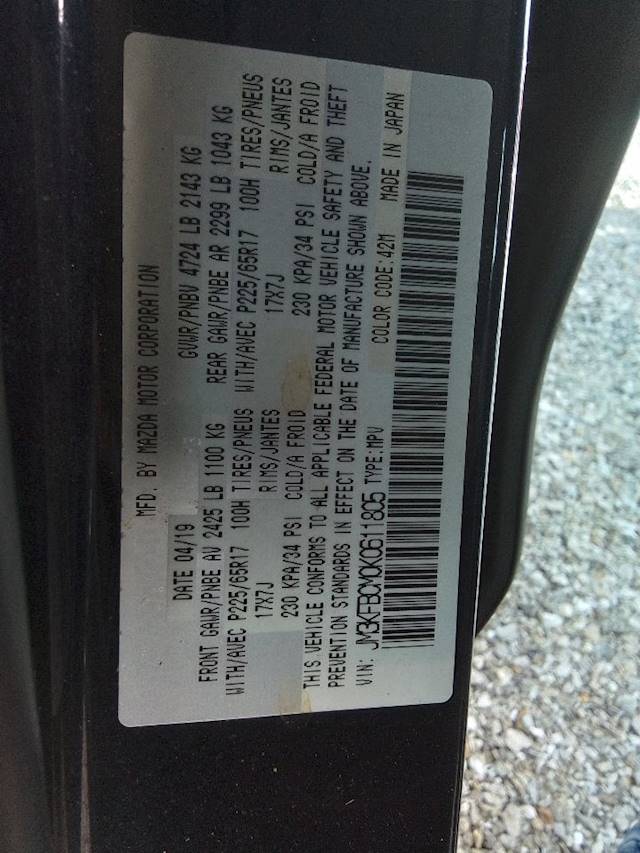 MFD. BY MAZDA MOTOR CORPORATION
DATE 04/19 GVWR/PNBV 4724 LB 2143 KG
FRONT GAWR/PNBE AV 2425 LB 1100 KG REAR GAWR/PNBE AR 2299 LB 1043 KG
WITH/AVEC P225/65R17 100H TIRES/PNEUS WITH/AVEC P225/65R17 100H TIRES/PNEUS
17X7J RIMS/JANTES 17X7J RIMS/JANTES
230 KPA/34 PSI COLD/A FROID 230 KPA/34 PSI COLD/A FROID
THIS VEHICLE CONFORMS TO ALL APPLICABLE FEDERAL MOTOR VEHICLE SAFETY AND THEFT
PREVENTION STANDARDS IN EFFECT ON THE DATE OF MANUFACTURE SHOWN ABOVE.
VIN: JM3KFBCM0K0611805 TYPE:MPV COLOR CODE:42M MADE IN JAPAN